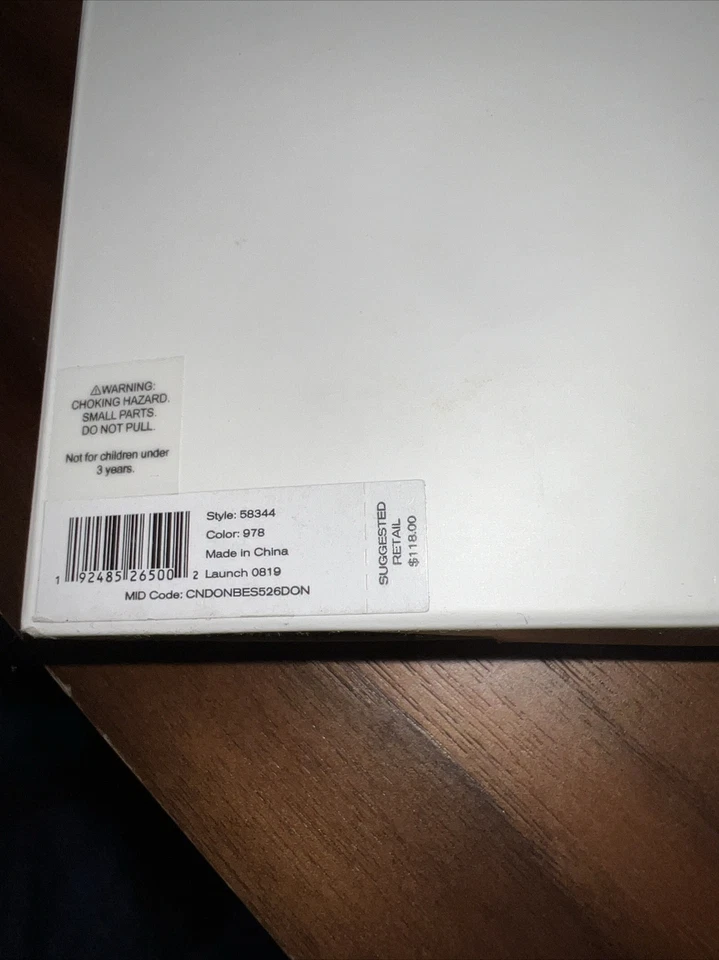 ⚠WARNING:
CHOKING HAZARD.
SMALL PARTS.
DO NOT PULL.
Not for children under
3 years.
Style: 58344
Color: 978
Made in China
1 92485 26500 2 Launch 0819
MID Code: CNDONBES526DON
SUGGESTED
RETAIL
$118.00